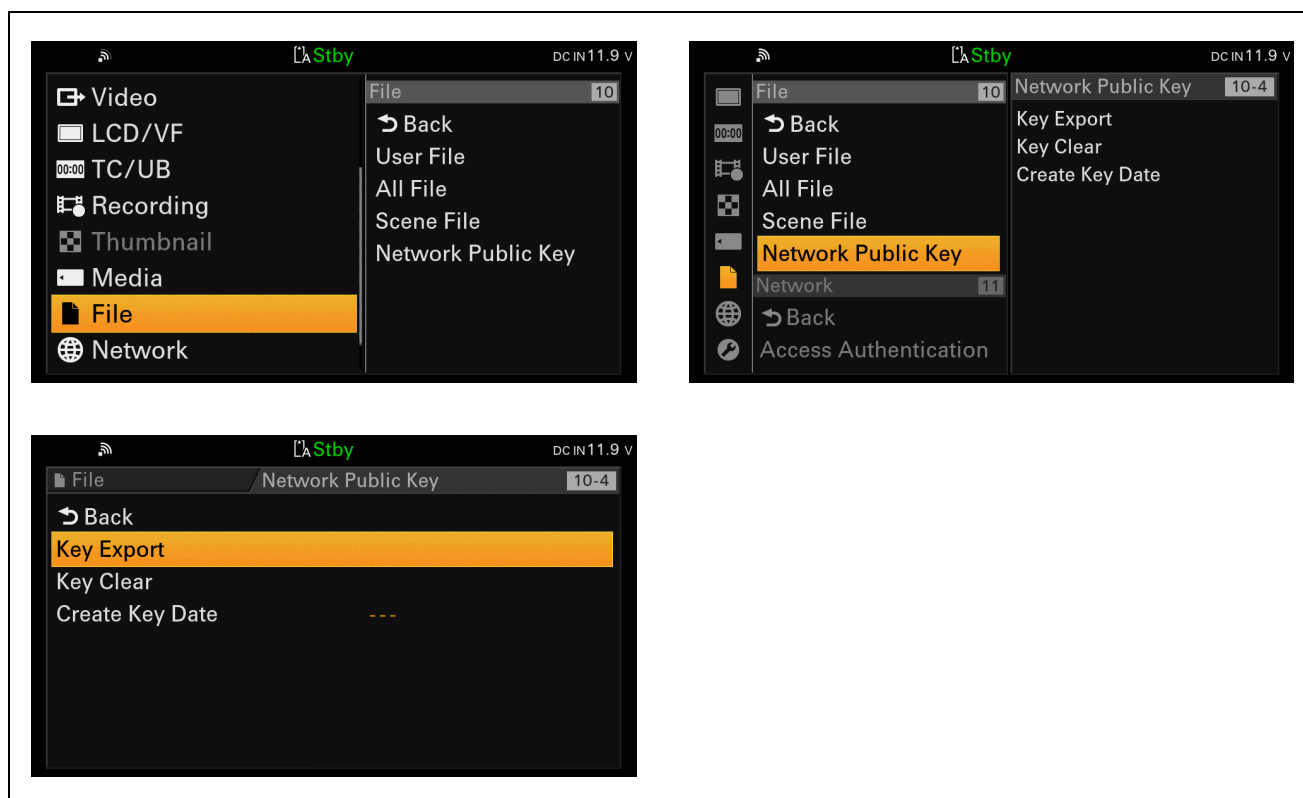 Stby DC IN 11.9 V
Video
LCD/VF
00:00 TC/UB
Recording
Thumbnail
Media
File
Network
File 10
Back
User File
All File
Scene File
Network Public Key
Stby DC IN 11.9 V
00:00
File 10
Back
User File
All File
Scene File
Network Public Key
Network 11
Back
Access Authentication
Network Public Key 10-4
Key Export
Key Clear
Create Key Date
Stby DC IN 11.9 V
File Network Public Key 10-4
Back
Key Export
Key Clear
Create Key Date ---